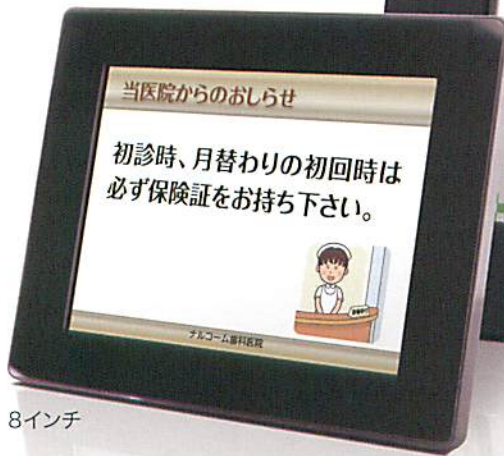 当医院からのおしらせ
初診時、月替わりの初回時は
必ず保険証をお持ち下さい。
ナルコーム歯科医院
8インチ